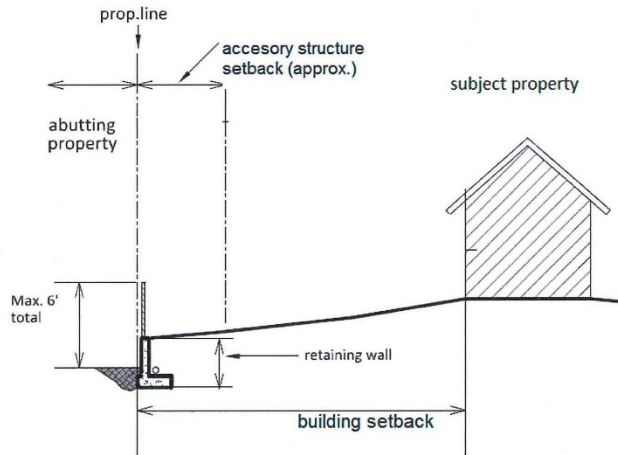 prop.line
accesory structure
setback (approx.)
subject property
abutting
property
Max. 6'
total
retaining wall
building setback